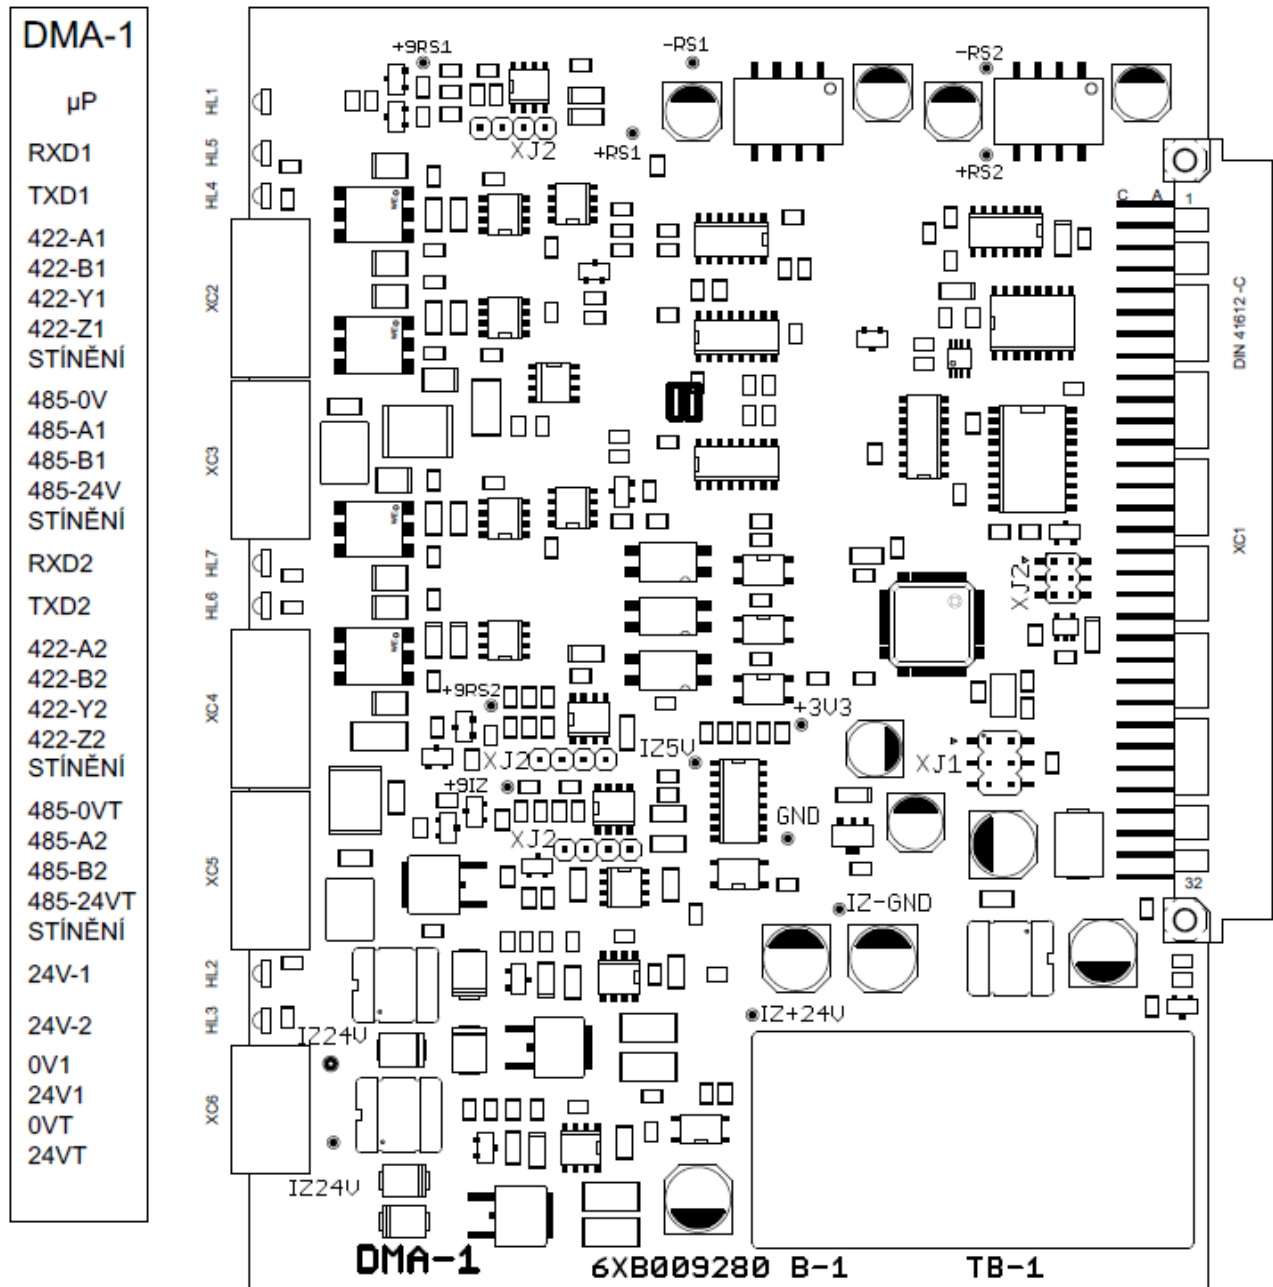 DMA-1
µP
RXD1
TXD1
422-A1
422-B1
422-Y1
422-Z1
STÍNĚNÍ
485-0V
485-A1
485-B1
485-24V
STÍNĚNÍ
RXD2
TXD2
422-A2
422-B2
422-Y2
422-Z2
STÍNĚNÍ
485-0VT
485-A2
485-B2
485-24VT
STÍNĚNÍ
24V-1
24V-2
0V1
24V1
0VT
24VT
HL1
HL5
HL4
XC2
XC3
HL7
HL6
XC4
XC5
HL2
HL3
XC6
+9RS1
-RS1
-RS2
XJ2
+RS1
+RS2
C A 1
DIN 41612 -C
XC1
XJ2
+9RS2
+3V3
XJ2
IZ5V
XJ1
+9IZ
GND
XJ2
32
IZ-GND
IZ+24V
IZ24V
IZ24V
DMA-1
6XB009280 B-1
TB-1